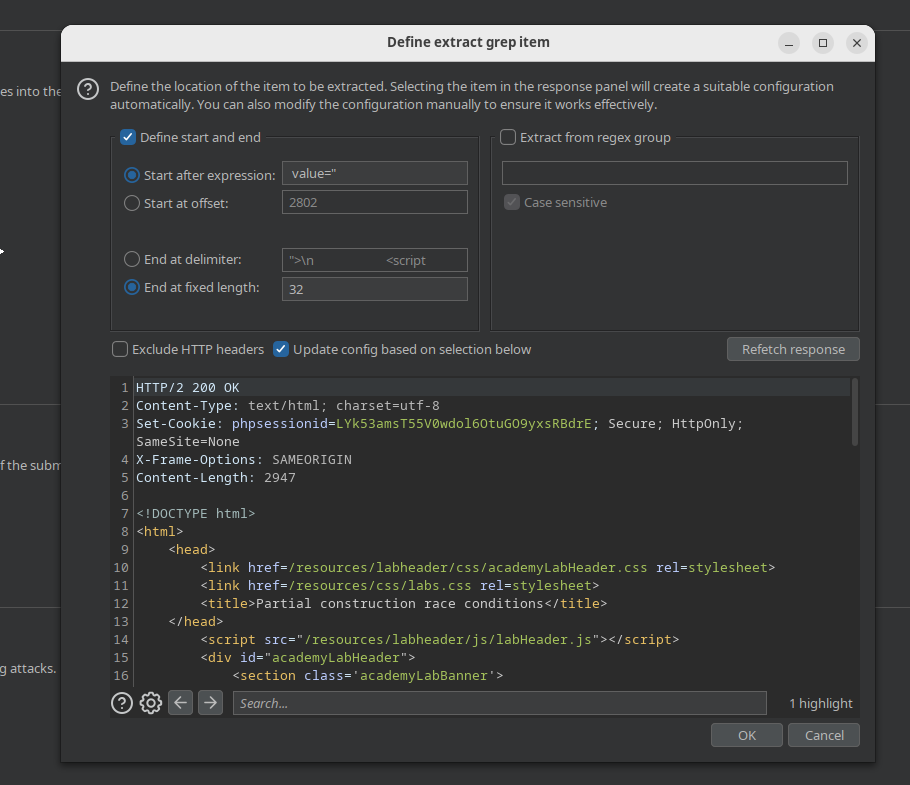 Define extract grep item
es into the
Define the location of the item to be extracted. Selecting the item in the response panel will create a suitable configuration
automatically. You can also modify the configuration manually to ensure it works effectively.
Define start and end
Start after expression: value="
Start at offset: 2802
End at delimiter: ">\n <script
End at fixed length: 32
Extract from regex group
Case sensitive
Exclude HTTP headers Update config based on selection below Refetch response
1 HTTP/2 200 OK
2 Content-Type: text/html; charset=utf-8
3 Set-Cookie: phpsessionid=LYk53amsT55V0wdol6OtuGO9yxsRBdrE; Secure; HttpOnly;
SameSite=None
4 X-Frame-Options: SAMEORIGIN
5 Content-Length: 2947
6
7 <!DOCTYPE html>
8 <html>
9 <head>
10 <link href=/resources/labheader/css/academyLabHeader.css rel=stylesheet>
11 <link href=/resources/css/labs.css rel=stylesheet>
12 <title>Partial construction race conditions</title>
13 </head>
14 <script src="/resources/labheader/js/labHeader.js"></script>
15 <div id="academyLabHeader">
16 <section class='academyLabBanner'>
f the subm
g attacks.
Search...
1 highlight
OK
Cancel